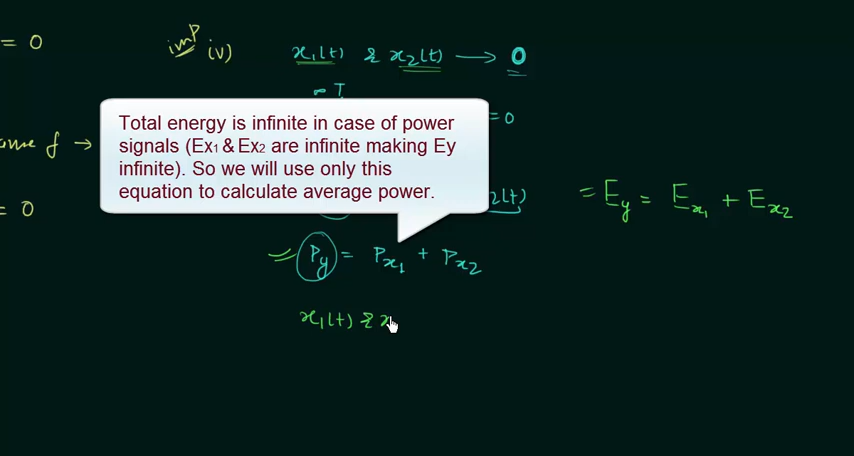 = 0
imp (v) x₁(t) & x₂(t) → 0
∞ T
= 0
same f →
Total energy is infinite in case of power
signals (Ex₁ & Ex₂ are infinite making Ey
infinite). So we will use only this
equation to calculate average power.
= 0
₂(t)
= E_y = E_x₁ + E_x₂
P_y = P_x₁ + P_x₂
x₁(t) & x